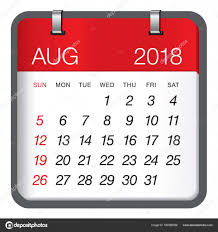 AUG 2018
SUN MON TUE WED THU FRI SAT
1 2 3 4
5 6 7 8 9 10 11
12 13 14 15 16 17 18
19 20 21 22 23 24 25
26 27 28 29 30 31
depositphotos